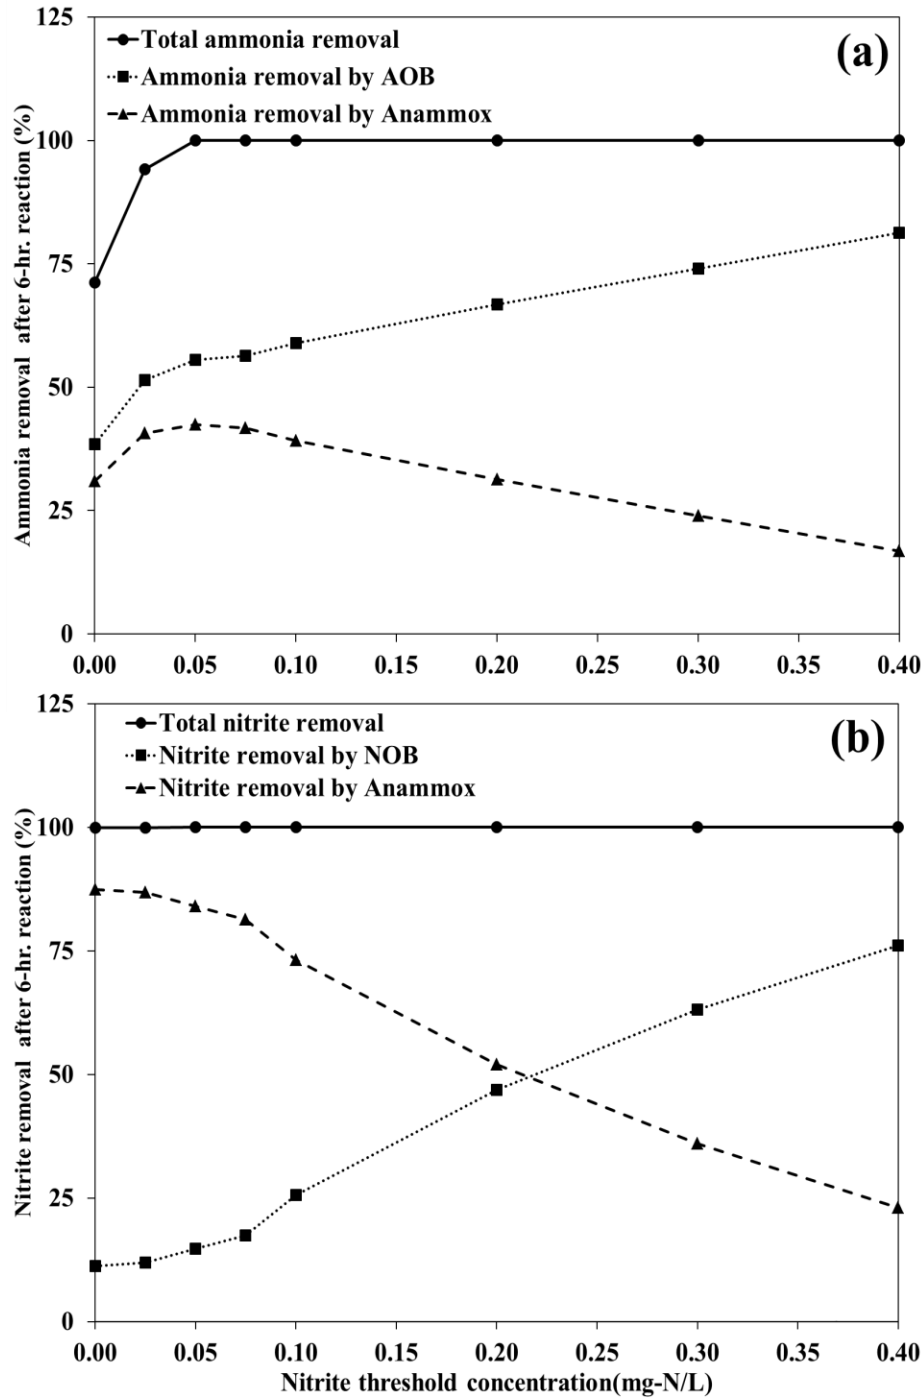 125
100
75
50
25
0
Ammonia removal after 6-hr. reaction (%)
Total ammonia removal
Ammonia removal by AOB
Ammonia removal by Anammox
(a)
0.00 0.05 0.10 0.15 0.20 0.25 0.30 0.35 0.40
125
100
75
50
25
0
Nitrite removal after 6-hr. reaction (%)
Total nitrite removal
Nitrite removal by NOB
Nitrite removal by Anammox
(b)
0.00 0.05 0.10 0.15 0.20 0.25 0.30 0.35 0.40
Nitrite threshold concentration(mg-N/L)